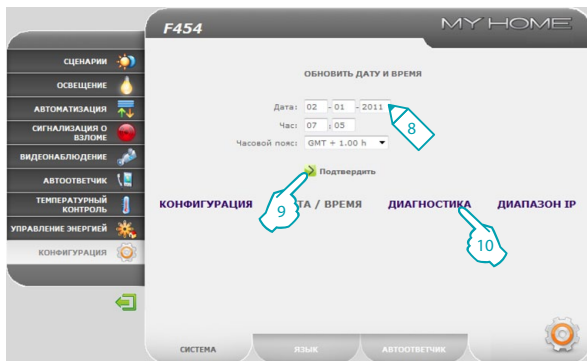 F454
MY HOME
СЦЕНАРИИ
ОСВЕЩЕНИЕ
АВТОМАТИЗАЦИЯ
СИГНАЛИЗАЦИЯ О
ВЗЛОМЕ
ВИДЕОНАБЛЮДЕНИЕ
АВТООТВЕТЧИК
ТЕМПЕРАТУРНЫЙ
КОНТРОЛЬ
УПРАВЛЕНИЕ ЭНЕРГИЕЙ
КОНФИГУРАЦИЯ
ОБНОВИТЬ ДАТУ И ВРЕМЯ
Дата: 02 - 01 - 2011
8
Час: 07 : 05
Часовой пояс: GMT + 1.00 h
Подтвердить
9
КОНФИГУРАЦИЯ ТА / ВРЕМЯ ДИАГНОСТИКА ДИАПАЗОН IP
10
СИСТЕМА ЯЗЫК АВТООТВЕТЧИК